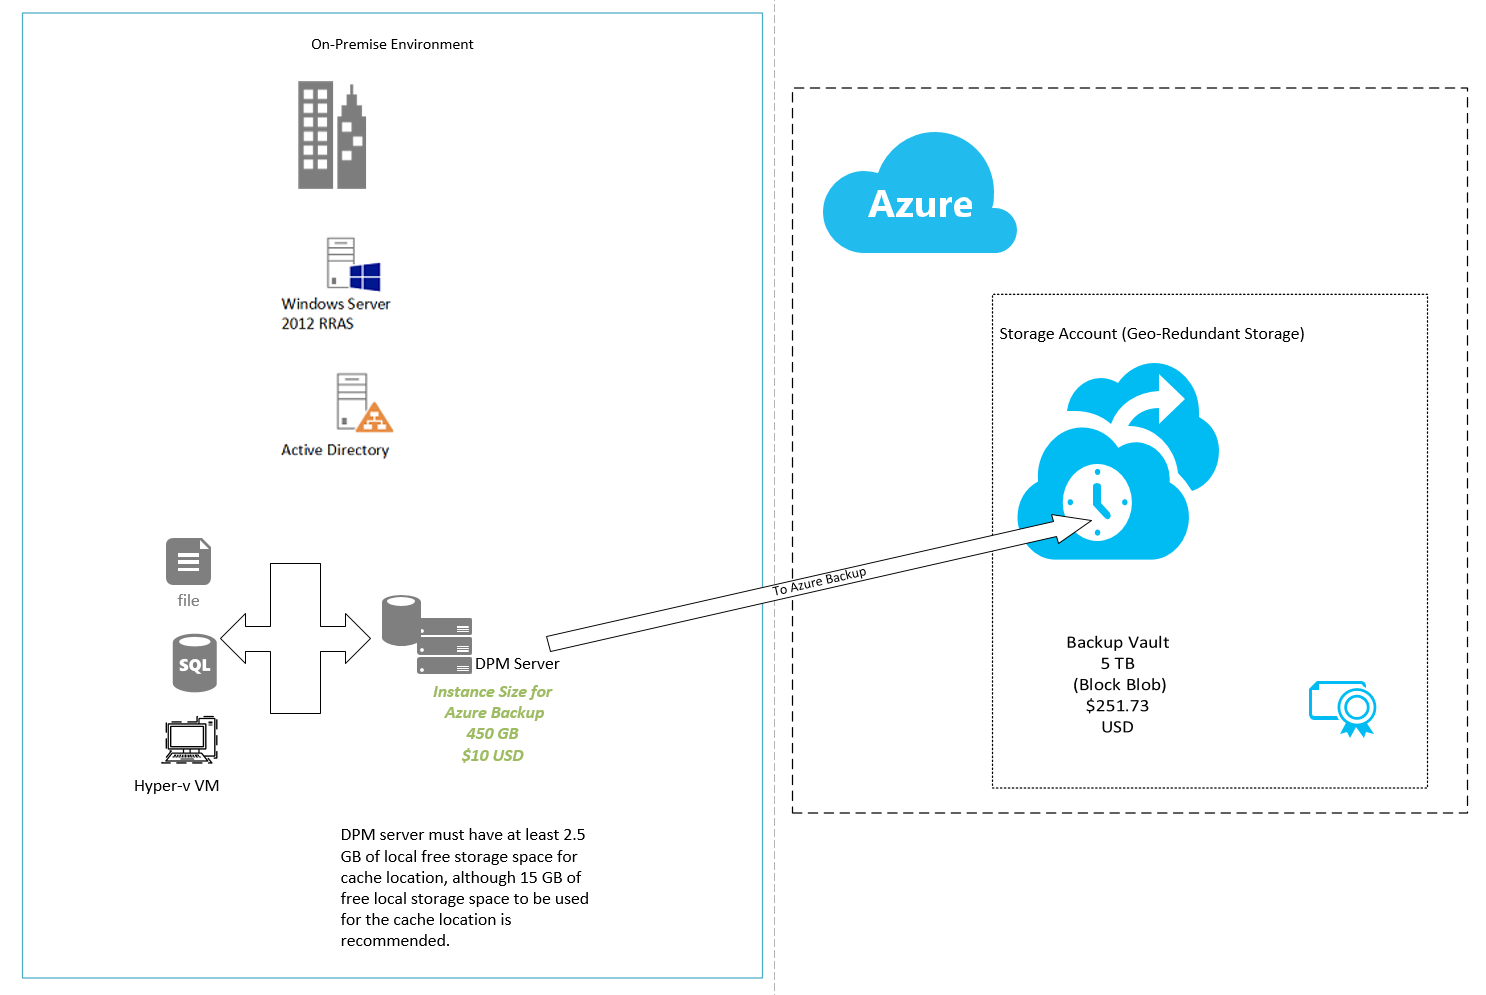 On-Premise Environment
Windows Server
2012 RRAS
Active Directory
file
SQL
Hyper-v VM
DPM Server
Instance Size for
Azure Backup
450 GB
$10 USD
DPM server must have at least 2.5
GB of local free storage space for
cache location, although 15 GB of
free local storage space to be used
for the cache location is
recommended.
To Azure Backup
Azure
Storage Account (Geo-Redundant Storage)
Backup Vault
5 TB
(Block Blob)
$251.73
USD